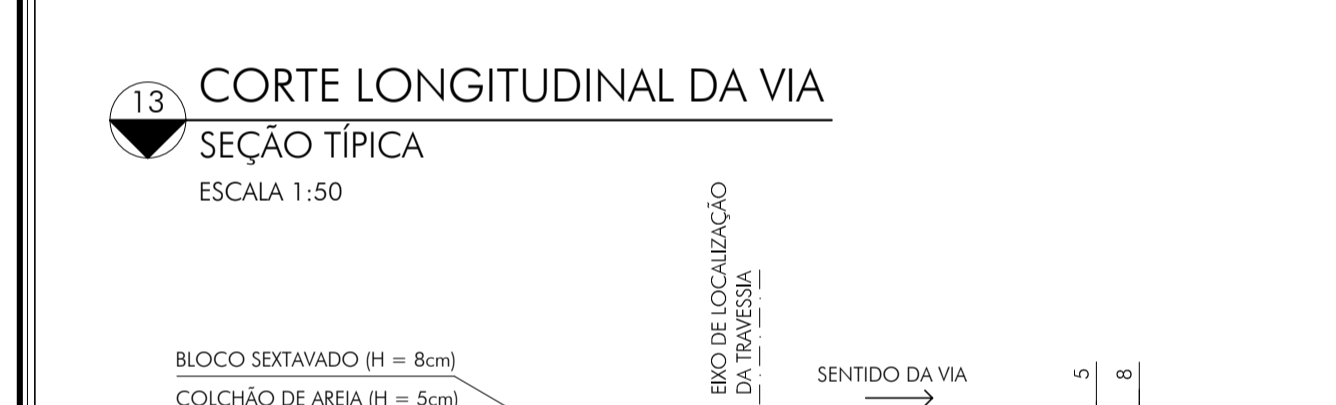 13
CORTE LONGITUDINAL DA VIA
SEÇÃO TÍPICA
ESCALA 1:50
EIXO DE LOCALIZAÇÃO
DA TRAVESSIA
BLOCO SEXTAVADO (H = 8cm)
COLCHÃO DE AREIA (H = 5cm)
SENTIDO DA VIA
5
8